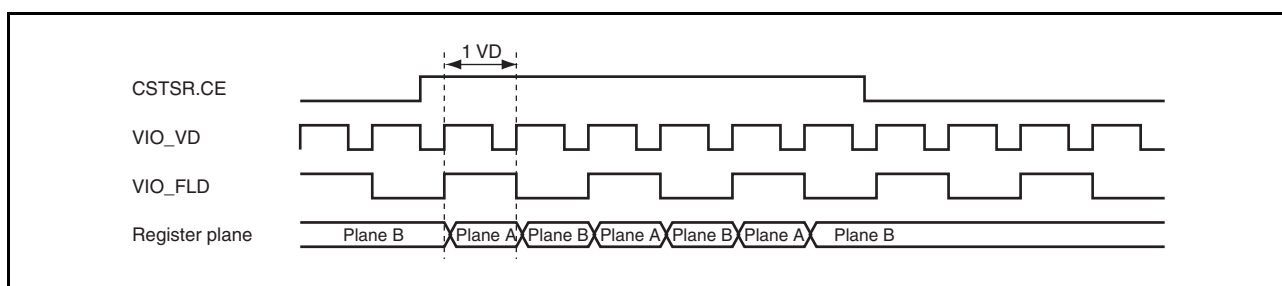 1 VD
CSTSR.CE
VIO_VD
VIO_FLD
Register plane Plane B Plane A Plane B Plane A Plane B Plane A Plane B